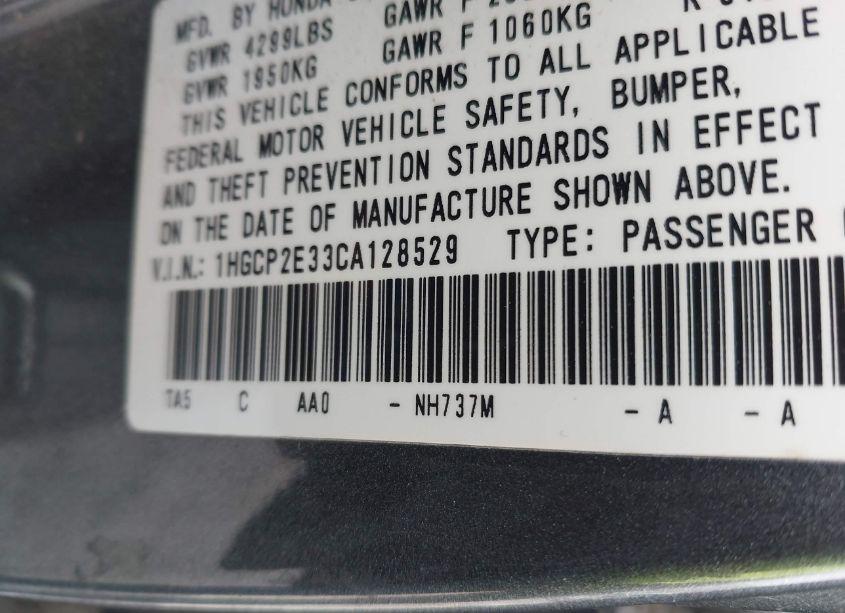 MFD. BY HONDA
GVWR 4299LBS GAWR F
GVWR 1950KG GAWR F 1060KG R
THIS VEHICLE CONFORMS TO ALL APPLICABLE
FEDERAL MOTOR VEHICLE SAFETY, BUMPER,
AND THEFT PREVENTION STANDARDS IN EFFECT
ON THE DATE OF MANUFACTURE SHOWN ABOVE.
V.I.N.: 1HGCP2E33CA128529 TYPE: PASSENGER
TA5 C AA0 - NH737M - A - A